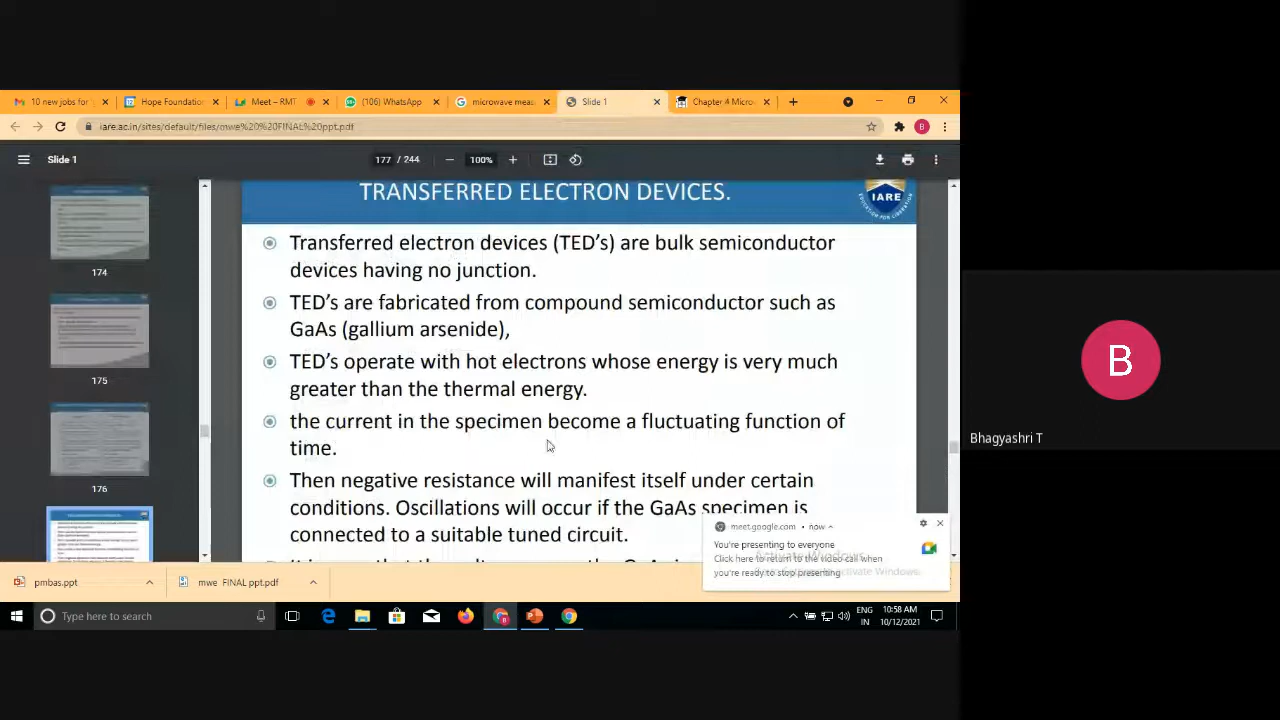 10 new jobs for
Hope Foundation
Meet – RMT
(106) WhatsApp
microwave meas
Slide 1
Chapter 4 Micro
iare.ac.in/sites/default/files/mwe%20%20FINAL%20ppt.pdf
B
Slide 1
177 / 244
100%
TRANSFERRED ELECTRON DEVICES.
IARE
174
175
176
Transferred electron devices (TED’s) are bulk semiconductor
devices having no junction.
TED’s are fabricated from compound semiconductor such as
GaAs (gallium arsenide),
TED’s operate with hot electrons whose energy is very much
greater than the thermal energy.
the current in the specimen become a fluctuating function of
time.
Then negative resistance will manifest itself under certain
conditions. Oscillations will occur if the GaAs specimen is
connected to a suitable tuned circuit.
meet.google.com • now
You're presenting to everyone
Click here to return to the video call when
you're ready to stop presenting
Activate Windows
B
Bhagyashri T
pmbas.ppt
mwe FINAL ppt.pdf
Type here to search
ENG
IN
10:58 AM
10/12/2021